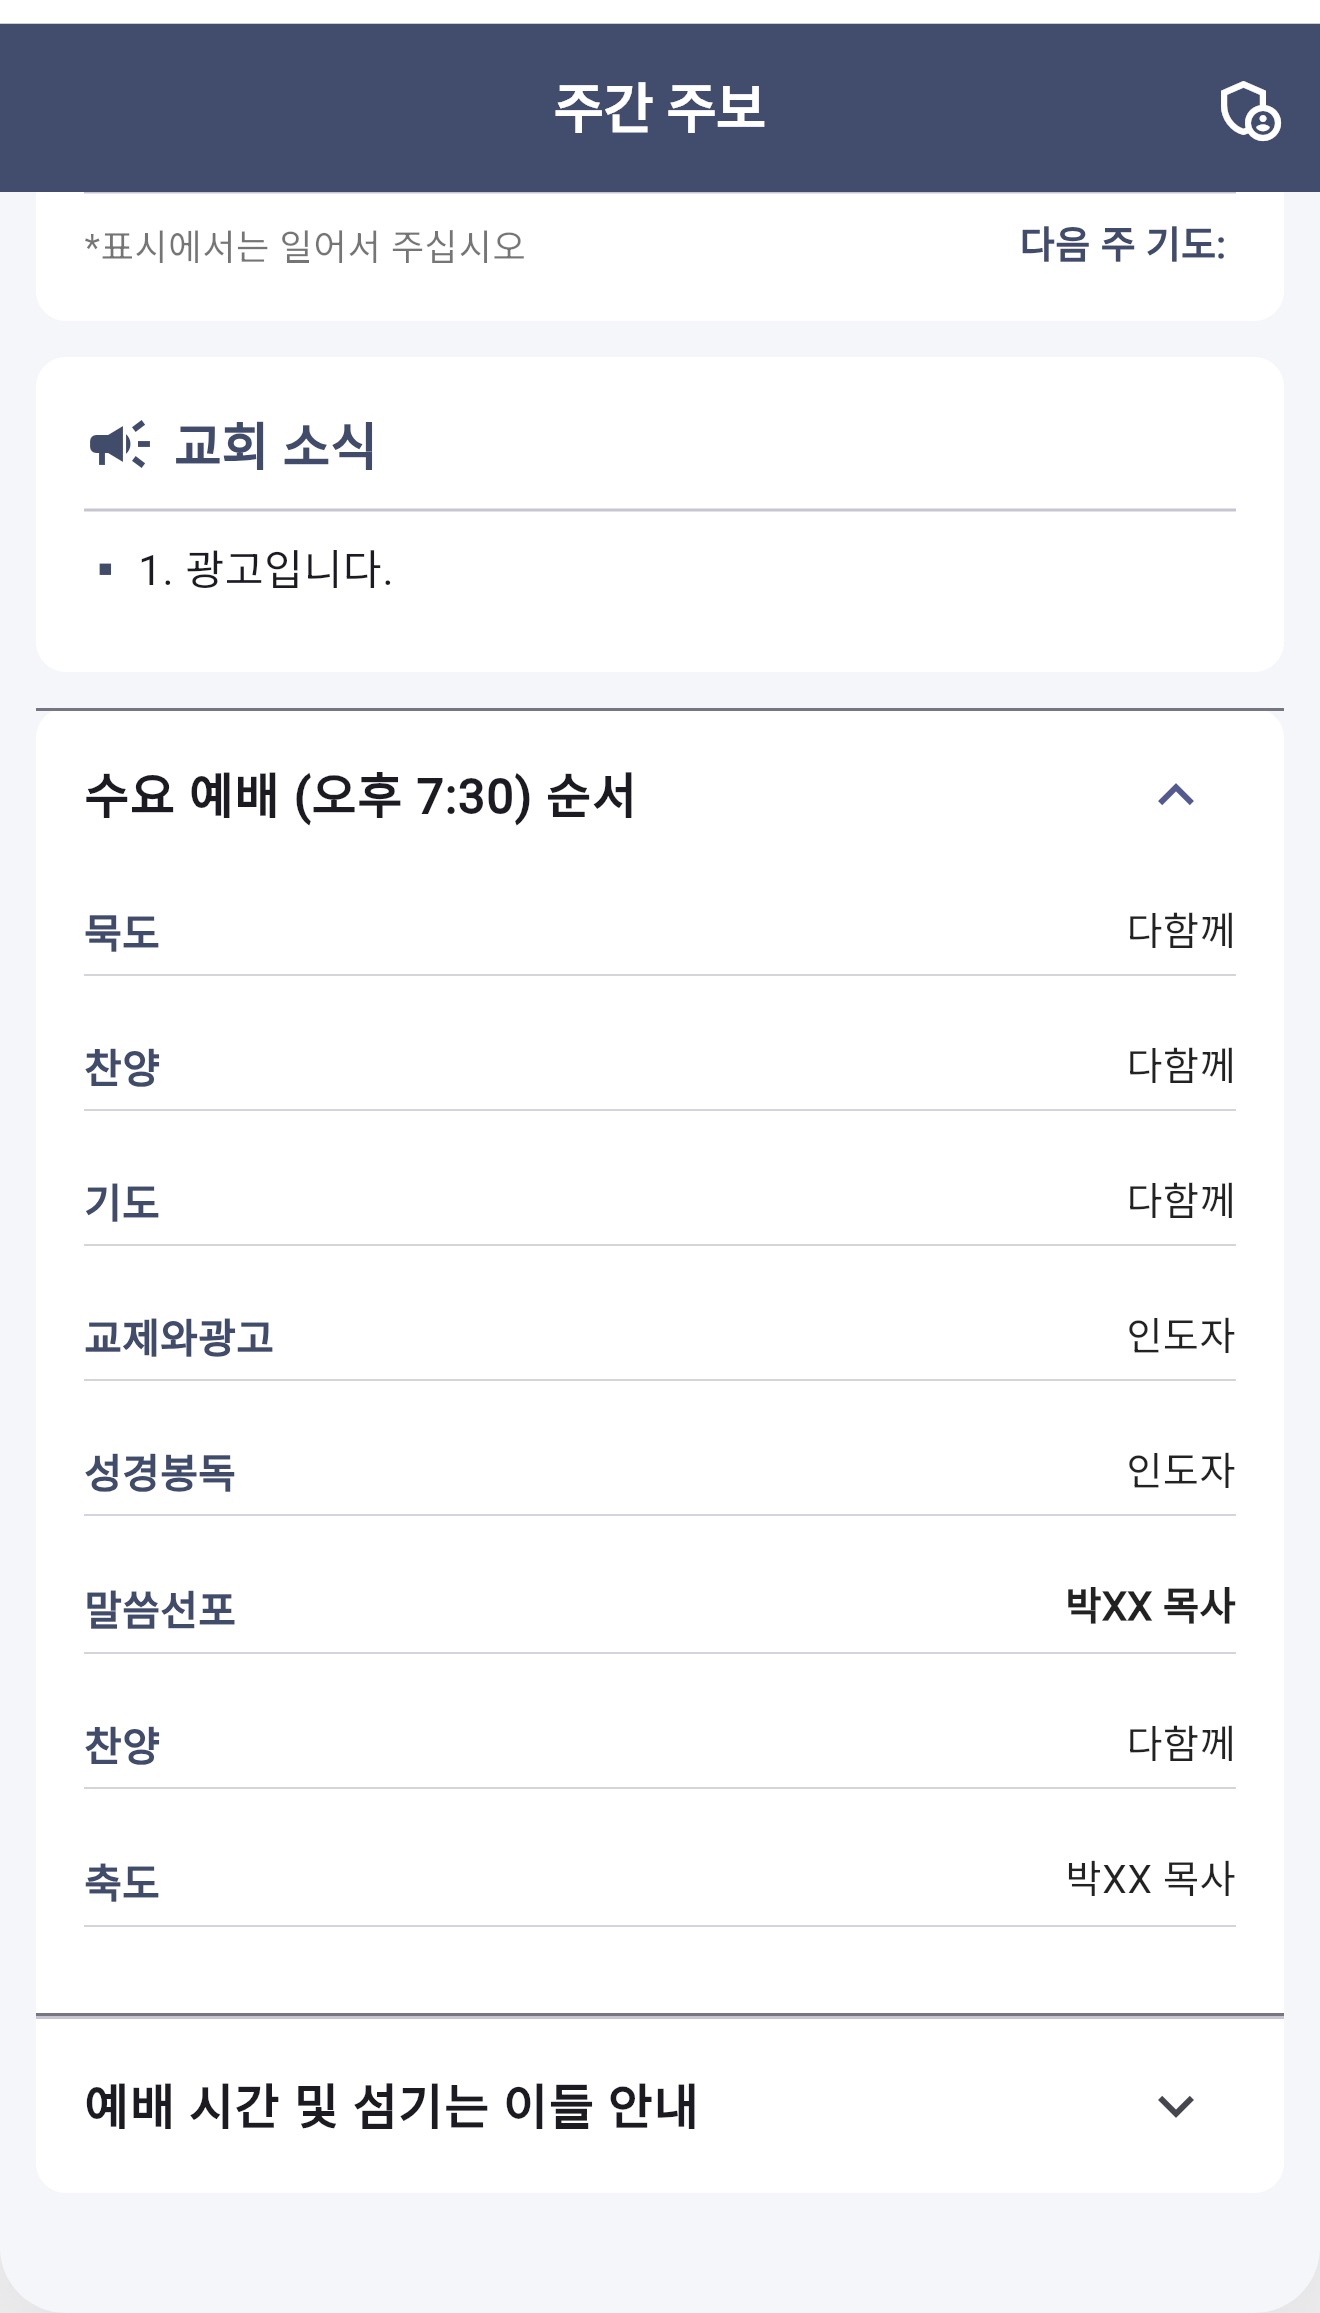 주간 주보
*표시에서는 일어서 주십시오 다음 주 기도:
교회 소식
▪ 1. 광고입니다.
수요 예배 (오후 7:30) 순서
묵도 다함께
찬양 다함께
기도 다함께
교제와광고 인도자
성경봉독 인도자
말씀선포 박XX 목사
찬양 다함께
축도 박XX 목사
예배 시간 및 섬기는 이들 안내